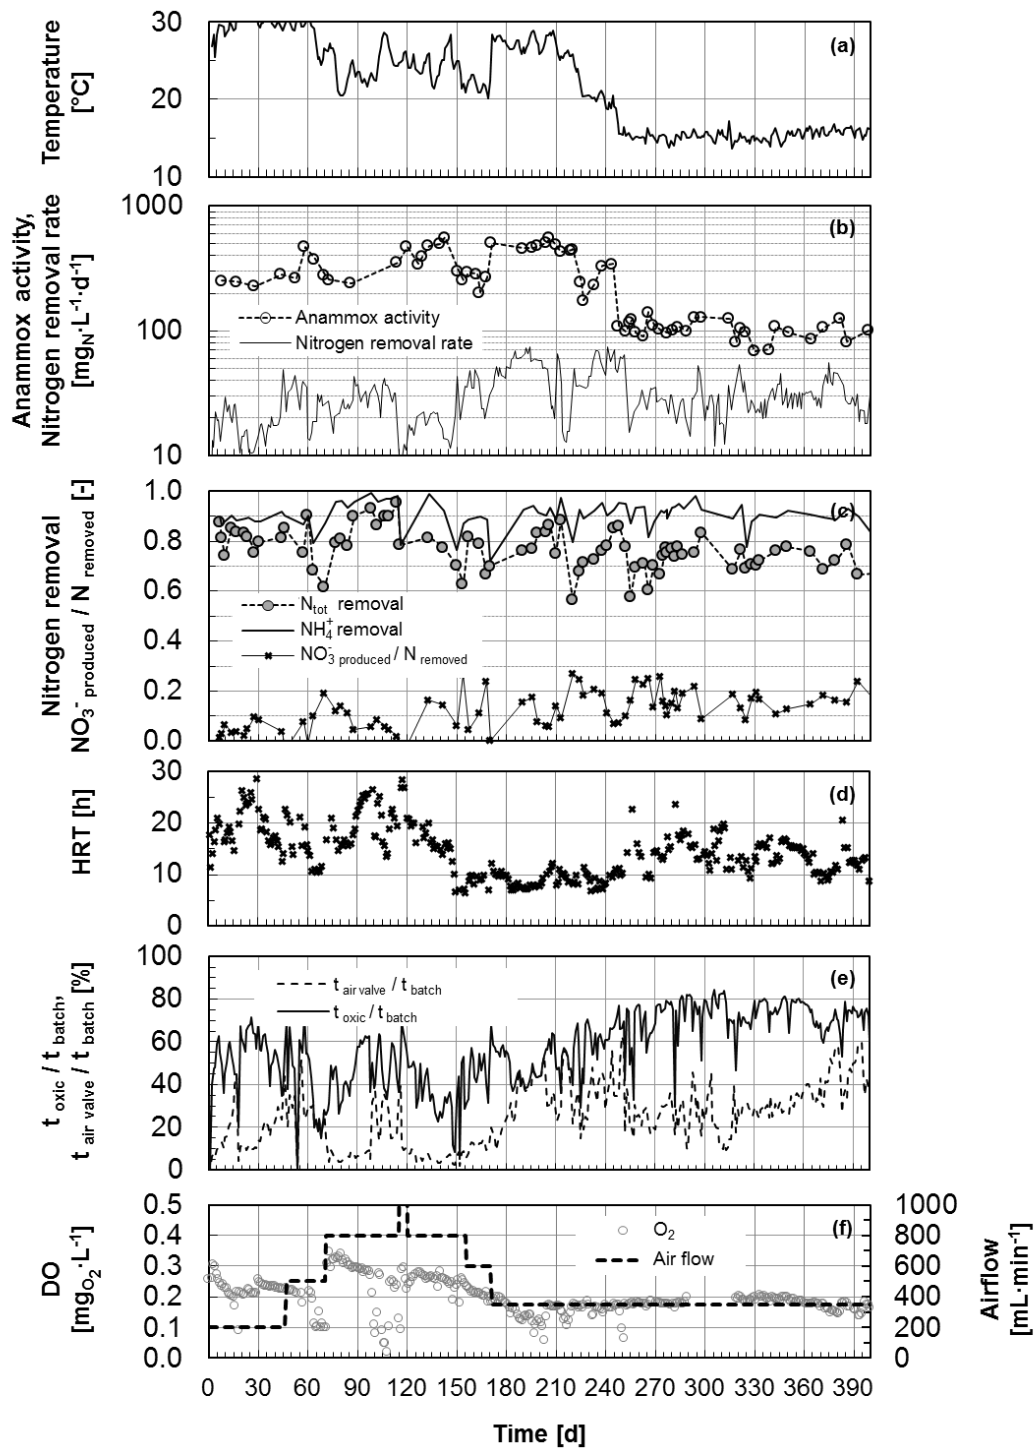 Temperature
[°C]
30
20
10
(a)
Anammox activity,
Nitrogen removal rate
[mgN·L-1·d-1]
1000
100
10
(b)
Anammox activity
Nitrogen removal rate
Nitrogen removal
NO3- produced / N removed [-]
1.0
0.8
0.6
0.4
0.2
0.0
(c)
Ntot removal
NH4+ removal
NO3- produced / N removed
HRT [h]
30
20
10
0
(d)
t oxic / t batch,
t air valve / t batch [%]
100
80
60
40
20
0
(e)
t air valve / t batch
t oxic / t batch
DO
[mgO2·L-1]
0.5
0.4
0.3
0.2
0.1
0.0
(f)
O2
Air flow
1000
800
600
400
200
0
Airflow
[mL·min-1]
0 30 60 90 120 150 180 210 240 270 300 330 360 390
Time [d]